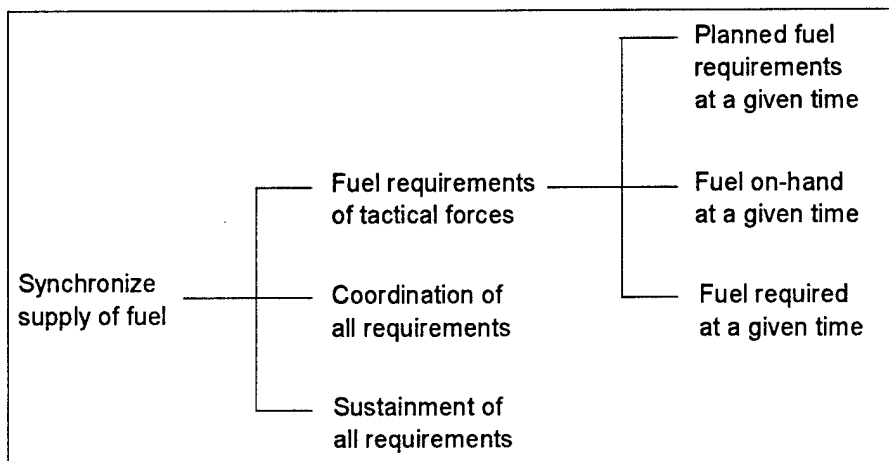 Planned fuel
requirements
at a given time
Fuel requirements
of tactical forces
Fuel on-hand
at a given time
Synchronize
supply of fuel
Coordination of
all requirements
Fuel required
at a given time
Sustainment of
all requirements